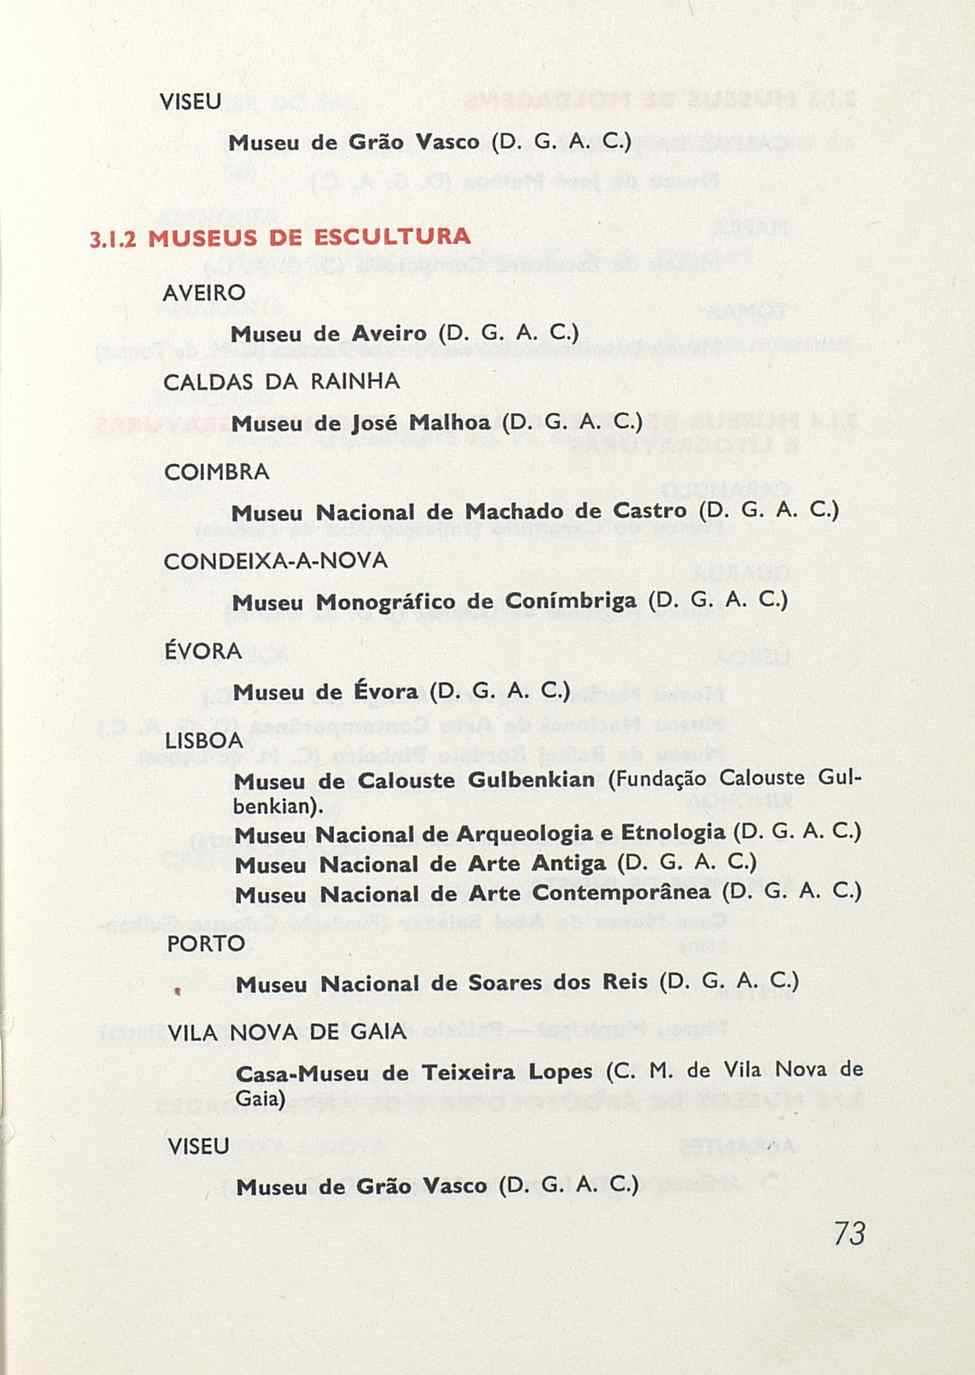 VISEU
Museu de Grão Vasco (D. G. A. C.)
3.1.2 MUSEUS DE ESCULTURA
AVEIRO
Museu de Aveiro (D. G. A. C.)
CALDAS DA RAINHA
Museu de José Malhoa (D. G. A. C.)
COIMBRA
Museu Nacional de Machado de Castro (D. G. A. C.)
CONDEIXA-A-NOVA
Museu Monográfico de Conímbriga (D. G. A. C.)
ÉVORA
Museu de Évora (D. G. A. C.)
LISBOA
Museu de Calouste Gulbenkian (Fundação Calouste Gul-
benkian).
Museu Nacional de Arqueologia e Etnologia (D. G. A. C.)
Museu Nacional de Arte Antiga (D. G. A. C.)
Museu Nacional de Arte Contemporânea (D. G. A. C.)
PORTO
Museu Nacional de Soares dos Reis (D. G. A. C.)
VILA NOVA DE GAIA
Casa-Museu de Teixeira Lopes (C. M. de Vila Nova de
Gaia)
VISEU
Museu de Grão Vasco (D. G. A. C.)
73